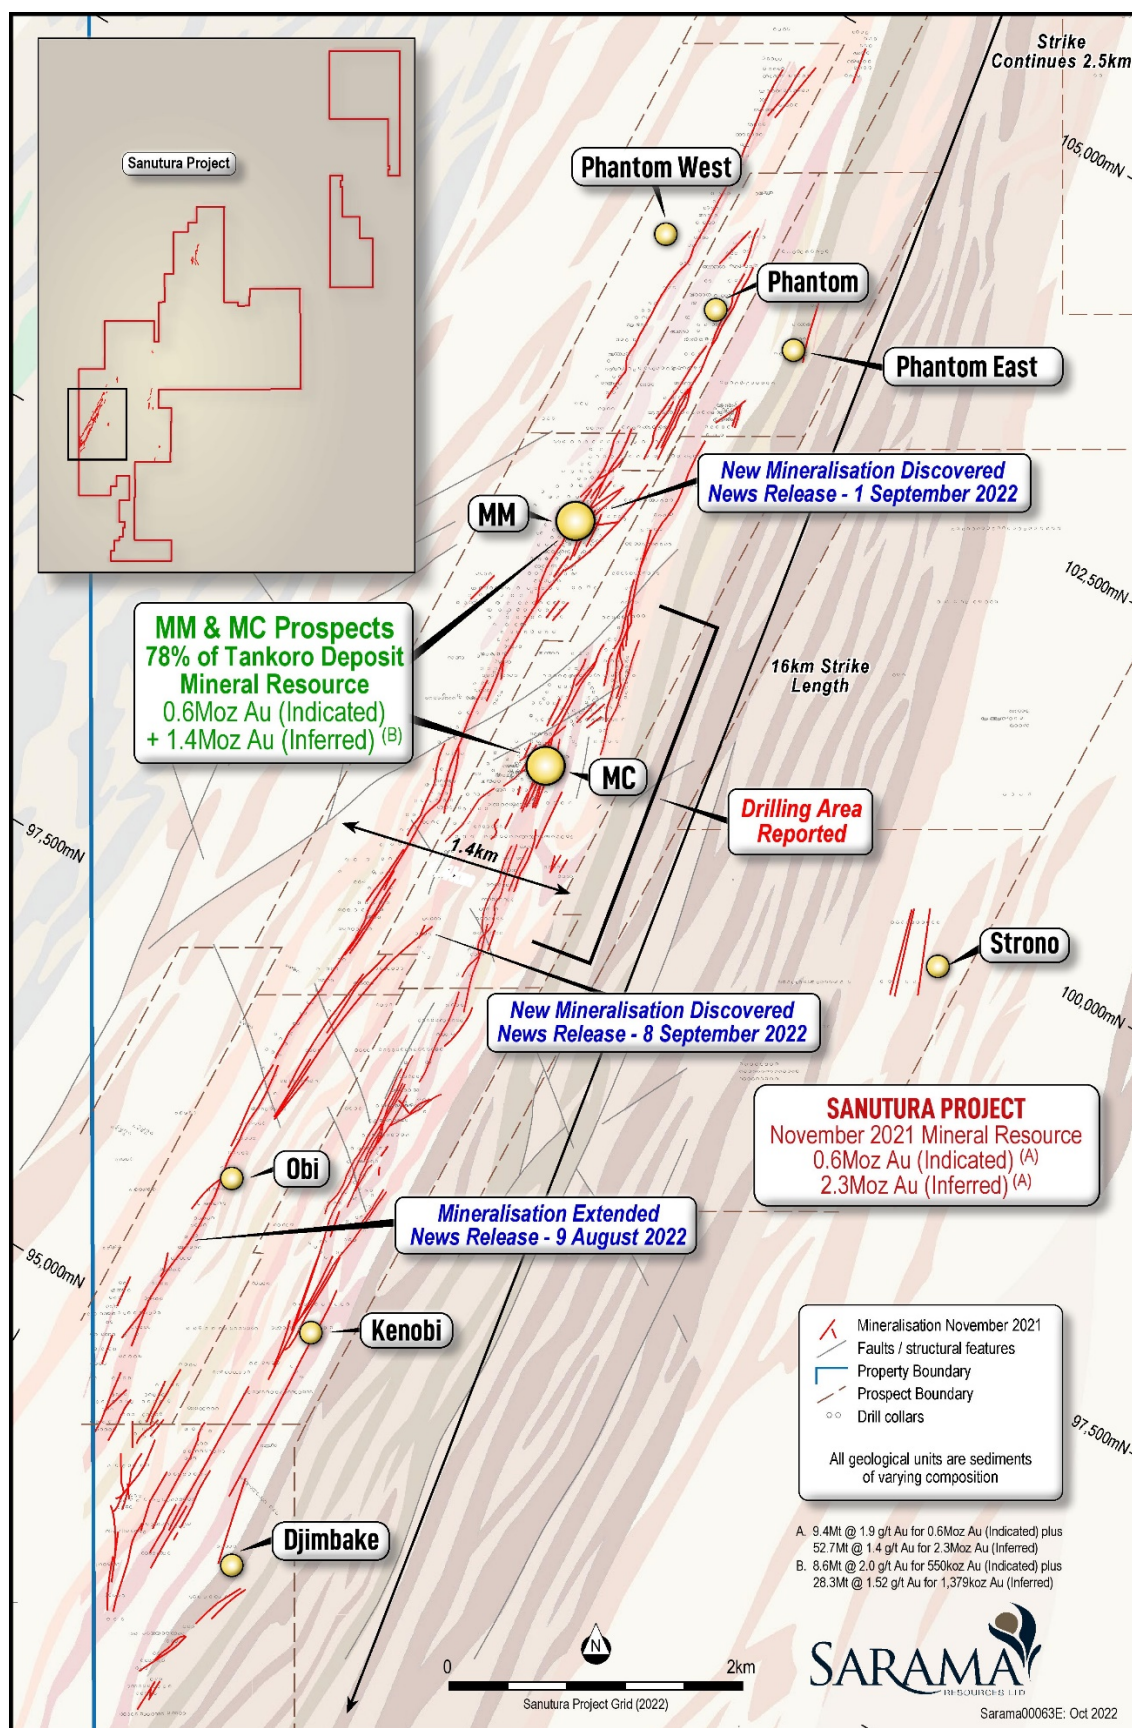 Strike
Continues 2.5km
Sanutura Project
105,000mN
Phantom West
Phantom
Phantom East
New Mineralisation Discovered
News Release - 1 September 2022
MM
102,500mN
MM & MC Prospects
78% of Tankoro Deposit
Mineral Resource
0.6Moz Au (Indicated)
+ 1.4Moz Au (Inferred) (B)
16km Strike
Length
MC
Drilling Area
Reported
97,500mN
1.4km
Strono
100,000mN
New Mineralisation Discovered
News Release - 8 September 2022
SANUTURA PROJECT
November 2021 Mineral Resource
0.6Moz Au (Indicated) (A)
2.3Moz Au (Inferred) (A)
Obi
Mineralisation Extended
News Release - 9 August 2022
95,000mN
Kenobi
Mineralisation November 2021
Faults / structural features
Property Boundary
Prospect Boundary
Drill collars
All geological units are sediments
of varying composition
97,500mN
Djimbake
A. 9.4Mt @ 1.9 g/t Au for 0.6Moz Au (Indicated) plus
52.7Mt @ 1.4 g/t Au for 2.3Moz Au (Inferred)
B. 8.6Mt @ 2.0 g/t Au for 550koz Au (Indicated) plus
28.3Mt @ 1.52 g/t Au for 1,379koz Au (Inferred)
N
0 2km
Sanutura Project Grid (2022)
SARAMA
RESOURCES LTD
Sarama00063E: Oct 2022